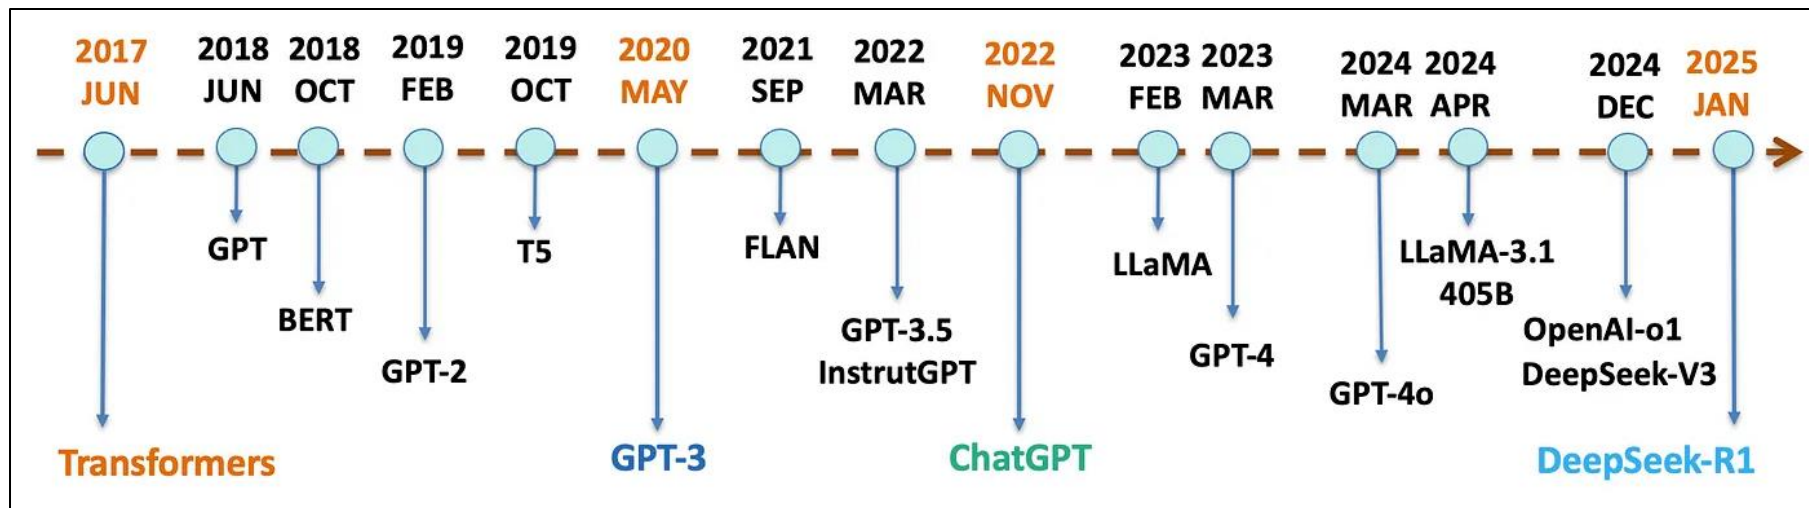 2017
JUN
2018
JUN
2018
OCT
2019
FEB
2019
OCT
2020
MAY
2021
SEP
2022
MAR
2022
NOV
2023
FEB
2023
MAR
2024
MAR
2024
APR
2024
DEC
2025
JAN
GPT
T5
FLAN
LLaMA
LLaMA-3.1
405B
BERT
GPT-3.5
InstrutGPT
GPT-4
OpenAI-o1
DeepSeek-V3
GPT-2
GPT-4o
Transformers
GPT-3
ChatGPT
DeepSeek-R1